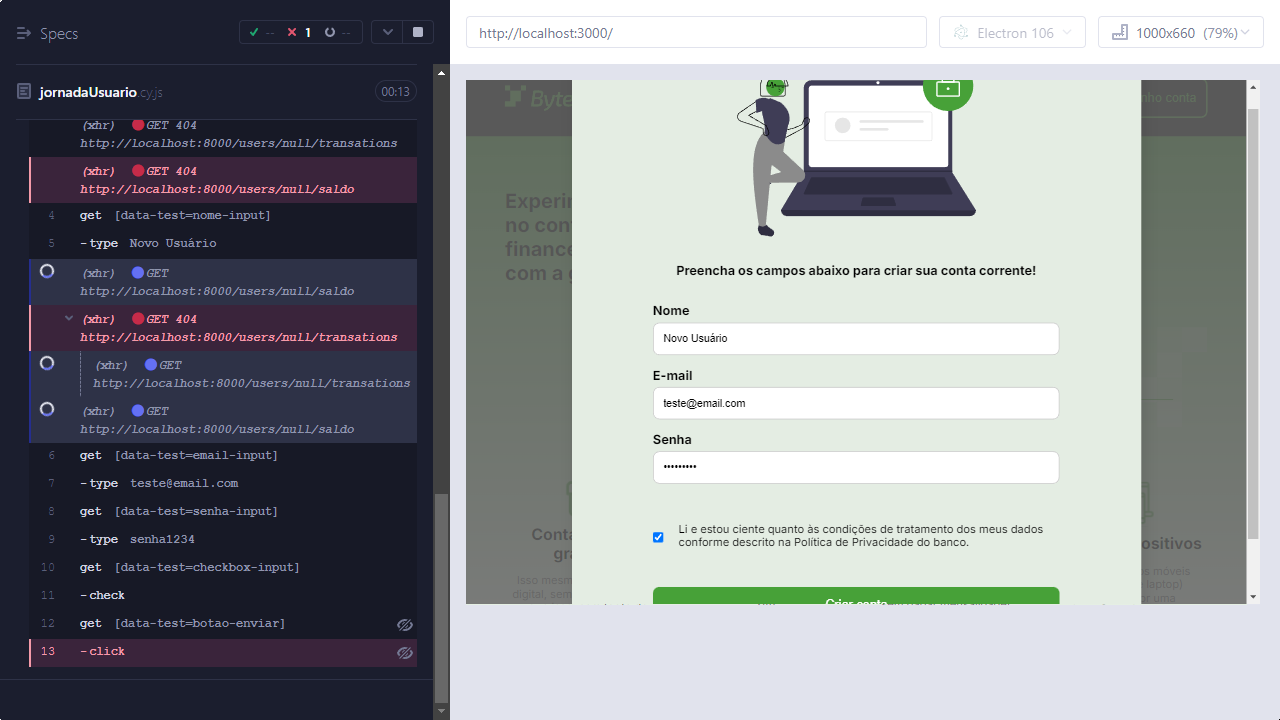 Specs
-- 1 --
jornadaUsuario.cy.js 00:13
(xhr) GET 404
http://localhost:8000/users/null/transations
(xhr) GET 404
http://localhost:8000/users/null/saldo
4 get [data-test=nome-input]
5 -type Novo Usuário
(xhr) GET
http://localhost:8000/users/null/saldo
(xhr) GET 404
http://localhost:8000/users/null/transations
(xhr) GET
http://localhost:8000/users/null/transations
(xhr) GET
http://localhost:8000/users/null/saldo
6 get [data-test=email-input]
7 -type teste@email.com
8 get [data-test=senha-input]
9 -type senha1234
10 get [data-test=checkbox-input]
11 -check
12 get [data-test=botao-enviar]
13 -click
http://localhost:3000/
Electron 106
1000x660 (79%)
Byte
nho conta
Experim
no con
finance
com a g
Preencha os campos abaixo para criar sua conta corrente!
Nome
Novo Usuário
E-mail
teste@email.com
Senha
•••••••••
Li e estou ciente quanto às condições de tratamento dos meus dados
conforme descrito na Política de Privacidade do banco.
Criar conta
Conta
gra
Isso mesm
digital, sem
ositivos
os móveis
laptop)
or uma